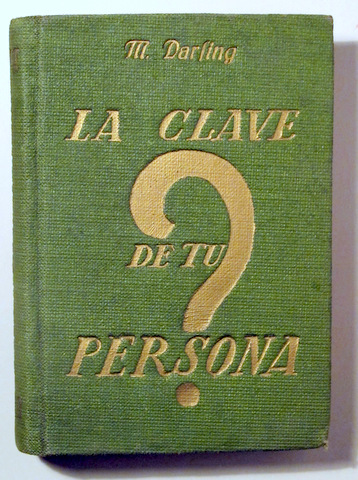 M. Darling
LA CLAVE
DE TU
?
PERSONA